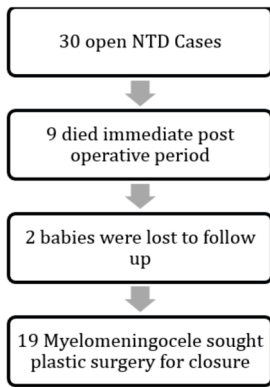 30 open NTD Cases
9 died immediate post
operative period
2 babies were lost to follow
up
19 Myelomeningocele sought
plastic surgery for closure